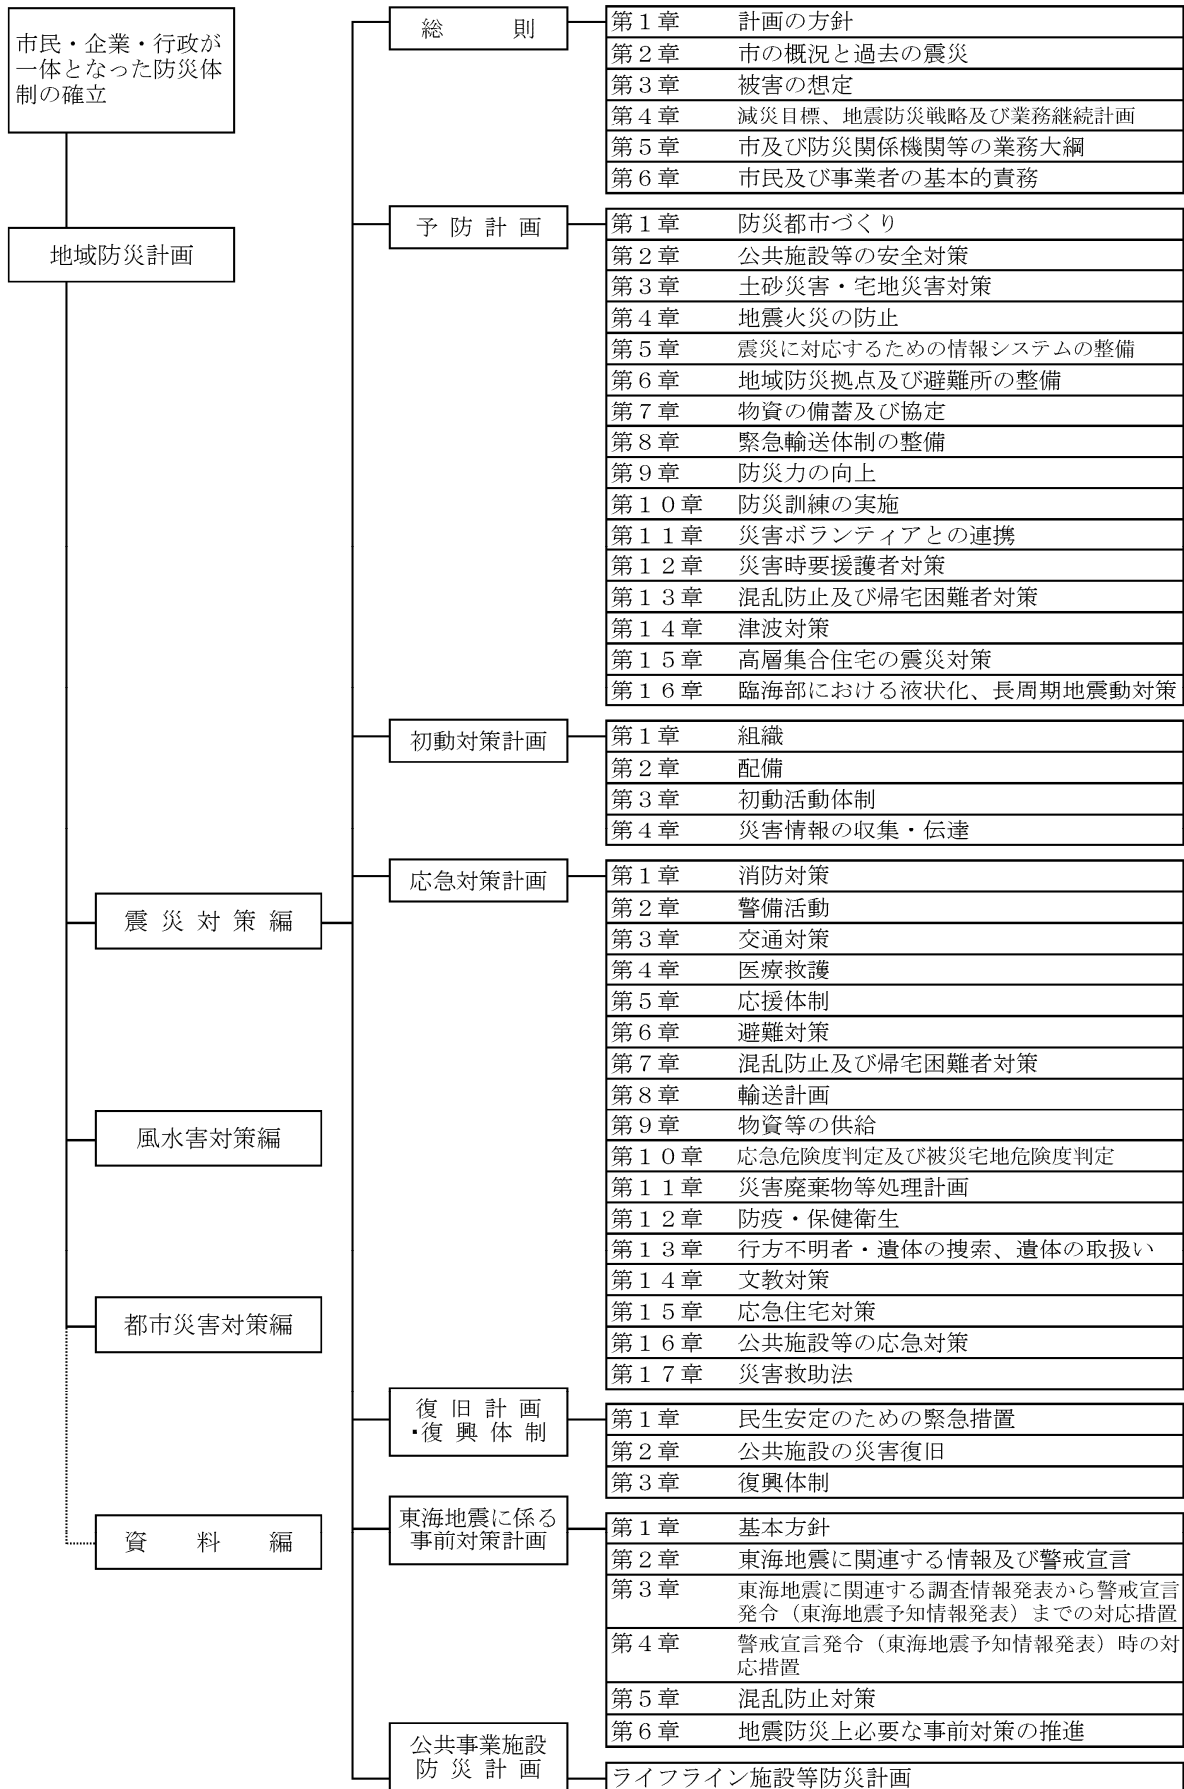 市民・企業・行政が
一体となった防災体
制の確立
地域防災計画
震災対策編
風水害対策編
都市災害対策編
資料編
総則
第1章 計画の方針
第2章 市の概況と過去の震災
第3章 被害の想定
第4章 減災目標、地震防災戦略及び業務継続計画
第5章 市及び防災関係機関等の業務大綱
第6章 市民及び事業者の基本的責務
予防計画
第1章 防災都市づくり
第2章 公共施設等の安全対策
第3章 土砂災害・宅地災害対策
第4章 地震火災の防止
第5章 震災に対応するための情報システムの整備
第6章 地域防災拠点及び避難所の整備
第7章 物資の備蓄及び協定
第8章 緊急輸送体制の整備
第9章 防災力の向上
第10章 防災訓練の実施
第11章 災害ボランティアとの連携
第12章 災害時要援護者対策
第13章 混乱防止及び帰宅困難者対策
第14章 津波対策
第15章 高層集合住宅の震災対策
第16章 臨海部における液状化、長周期地震動対策
初動対策計画
第1章 組織
第2章 配備
第3章 初動活動体制
第4章 災害情報の収集・伝達
応急対策計画
第1章 消防対策
第2章 警備活動
第3章 交通対策
第4章 医療救護
第5章 応援体制
第6章 避難対策
第7章 混乱防止及び帰宅困難者対策
第8章 輸送計画
第9章 物資等の供給
第10章 応急危険度判定及び被災宅地危険度判定
第11章 災害廃棄物等処理計画
第12章 防疫・保健衛生
第13章 行方不明者・遺体の捜索、遺体の取扱い
第14章 文教対策
第15章 応急住宅対策
第16章 公共施設等の応急対策
第17章 災害救助法
復旧計画
・復興体制
第1章 民生安定のための緊急措置
第2章 公共施設の災害復旧
第3章 復興体制
東海地震に係る
事前対策計画
第1章 基本方針
第2章 東海地震に関連する情報及び警戒宣言
第3章 東海地震に関連する調査情報発表から警戒宣言
発令（東海地震予知情報発表）までの対応措置
第4章 警戒宣言発令（東海地震予知情報発表）時の対
応措置
第5章 混乱防止対策
第6章 地震防災上必要な事前対策の推進
公共事業施設
防災計画
ライフライン施設等防災計画